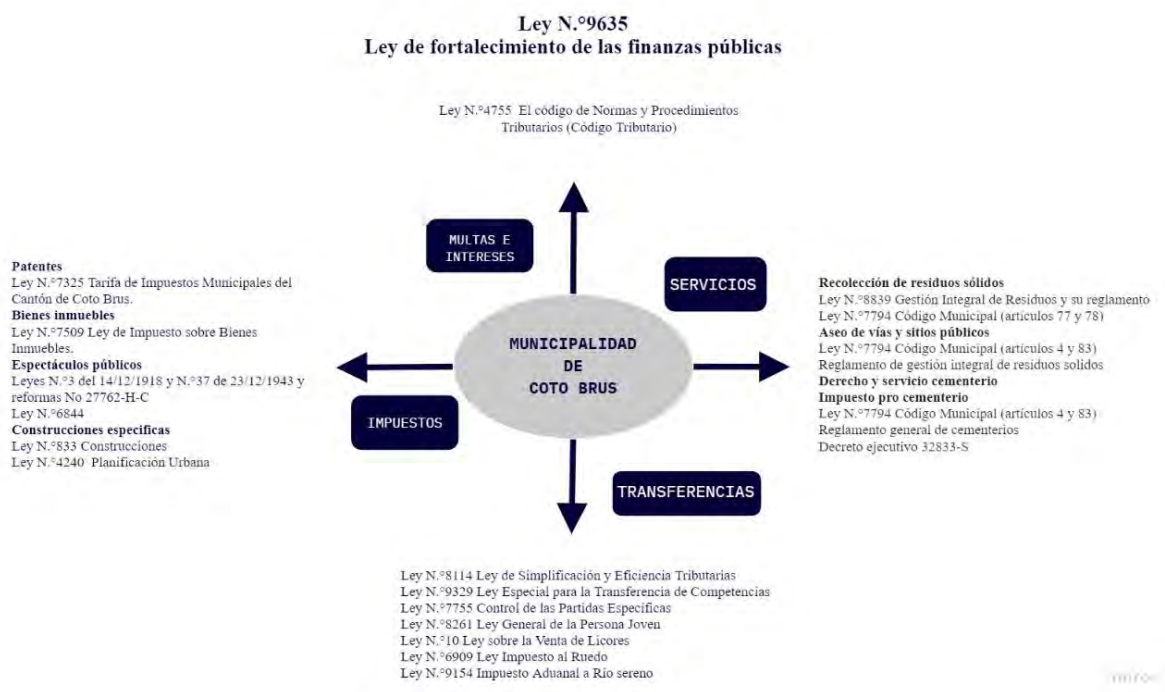 Ley N.°9635
Ley de fortalecimiento de las finanzas públicas
Ley N.°4755 El código de Normas y Procedimientos
Tributarios (Código Tributario)
MULTAS E
INTERESES
SERVICIOS
Patentes
Ley N.°7325 Tarifa de Impuestos Municipales del
Cantón de Coto Brus.
Bienes inmuebles
Ley N.°7509 Ley de Impuesto sobre Bienes
Inmuebles.
Espectáculos públicos
Leyes N.°3 del 14/12/1918 y N.°37 de 23/12/1943 y
reformas No 27762-H-C
Ley N.°6844
Construcciones especificas
Ley N.°833 Construcciones
Ley N.°4240 Planificación Urbana
MUNICIPALIDAD
DE
COTO BRUS
Recolección de residuos sólidos
Ley N.°8839 Gestión Integral de Residuos y su reglamento
Ley N.°7794 Código Municipal (artículos 77 y 78)
Aseo de vías y sitios públicos
Ley N.°7794 Código Municipal (artículos 4 y 83)
Reglamento de gestión integral de residuos solidos
Derecho y servicio cementerio
Impuesto pro cementerio
Ley N.°7794 Código Municipal (artículos 4 y 83)
Reglamento general de cementerios
Decreto ejecutivo 32833-S
IMPUESTOS
TRANSFERENCIAS
Ley N.°8114 Ley de Simplificación y Eficiencia Tributarias
Ley N.°9329 Ley Especial para la Transferencia de Competencias
Ley N.°7755 Control de las Partidas Específicas
Ley N.°8261 Ley General de la Persona Joven
Ley N.°10 Ley sobre la Venta de Licores
Ley N.°6909 Ley Impuesto al Ruedo
Ley N.°9154 Impuesto Aduanal a Río sereno
miro